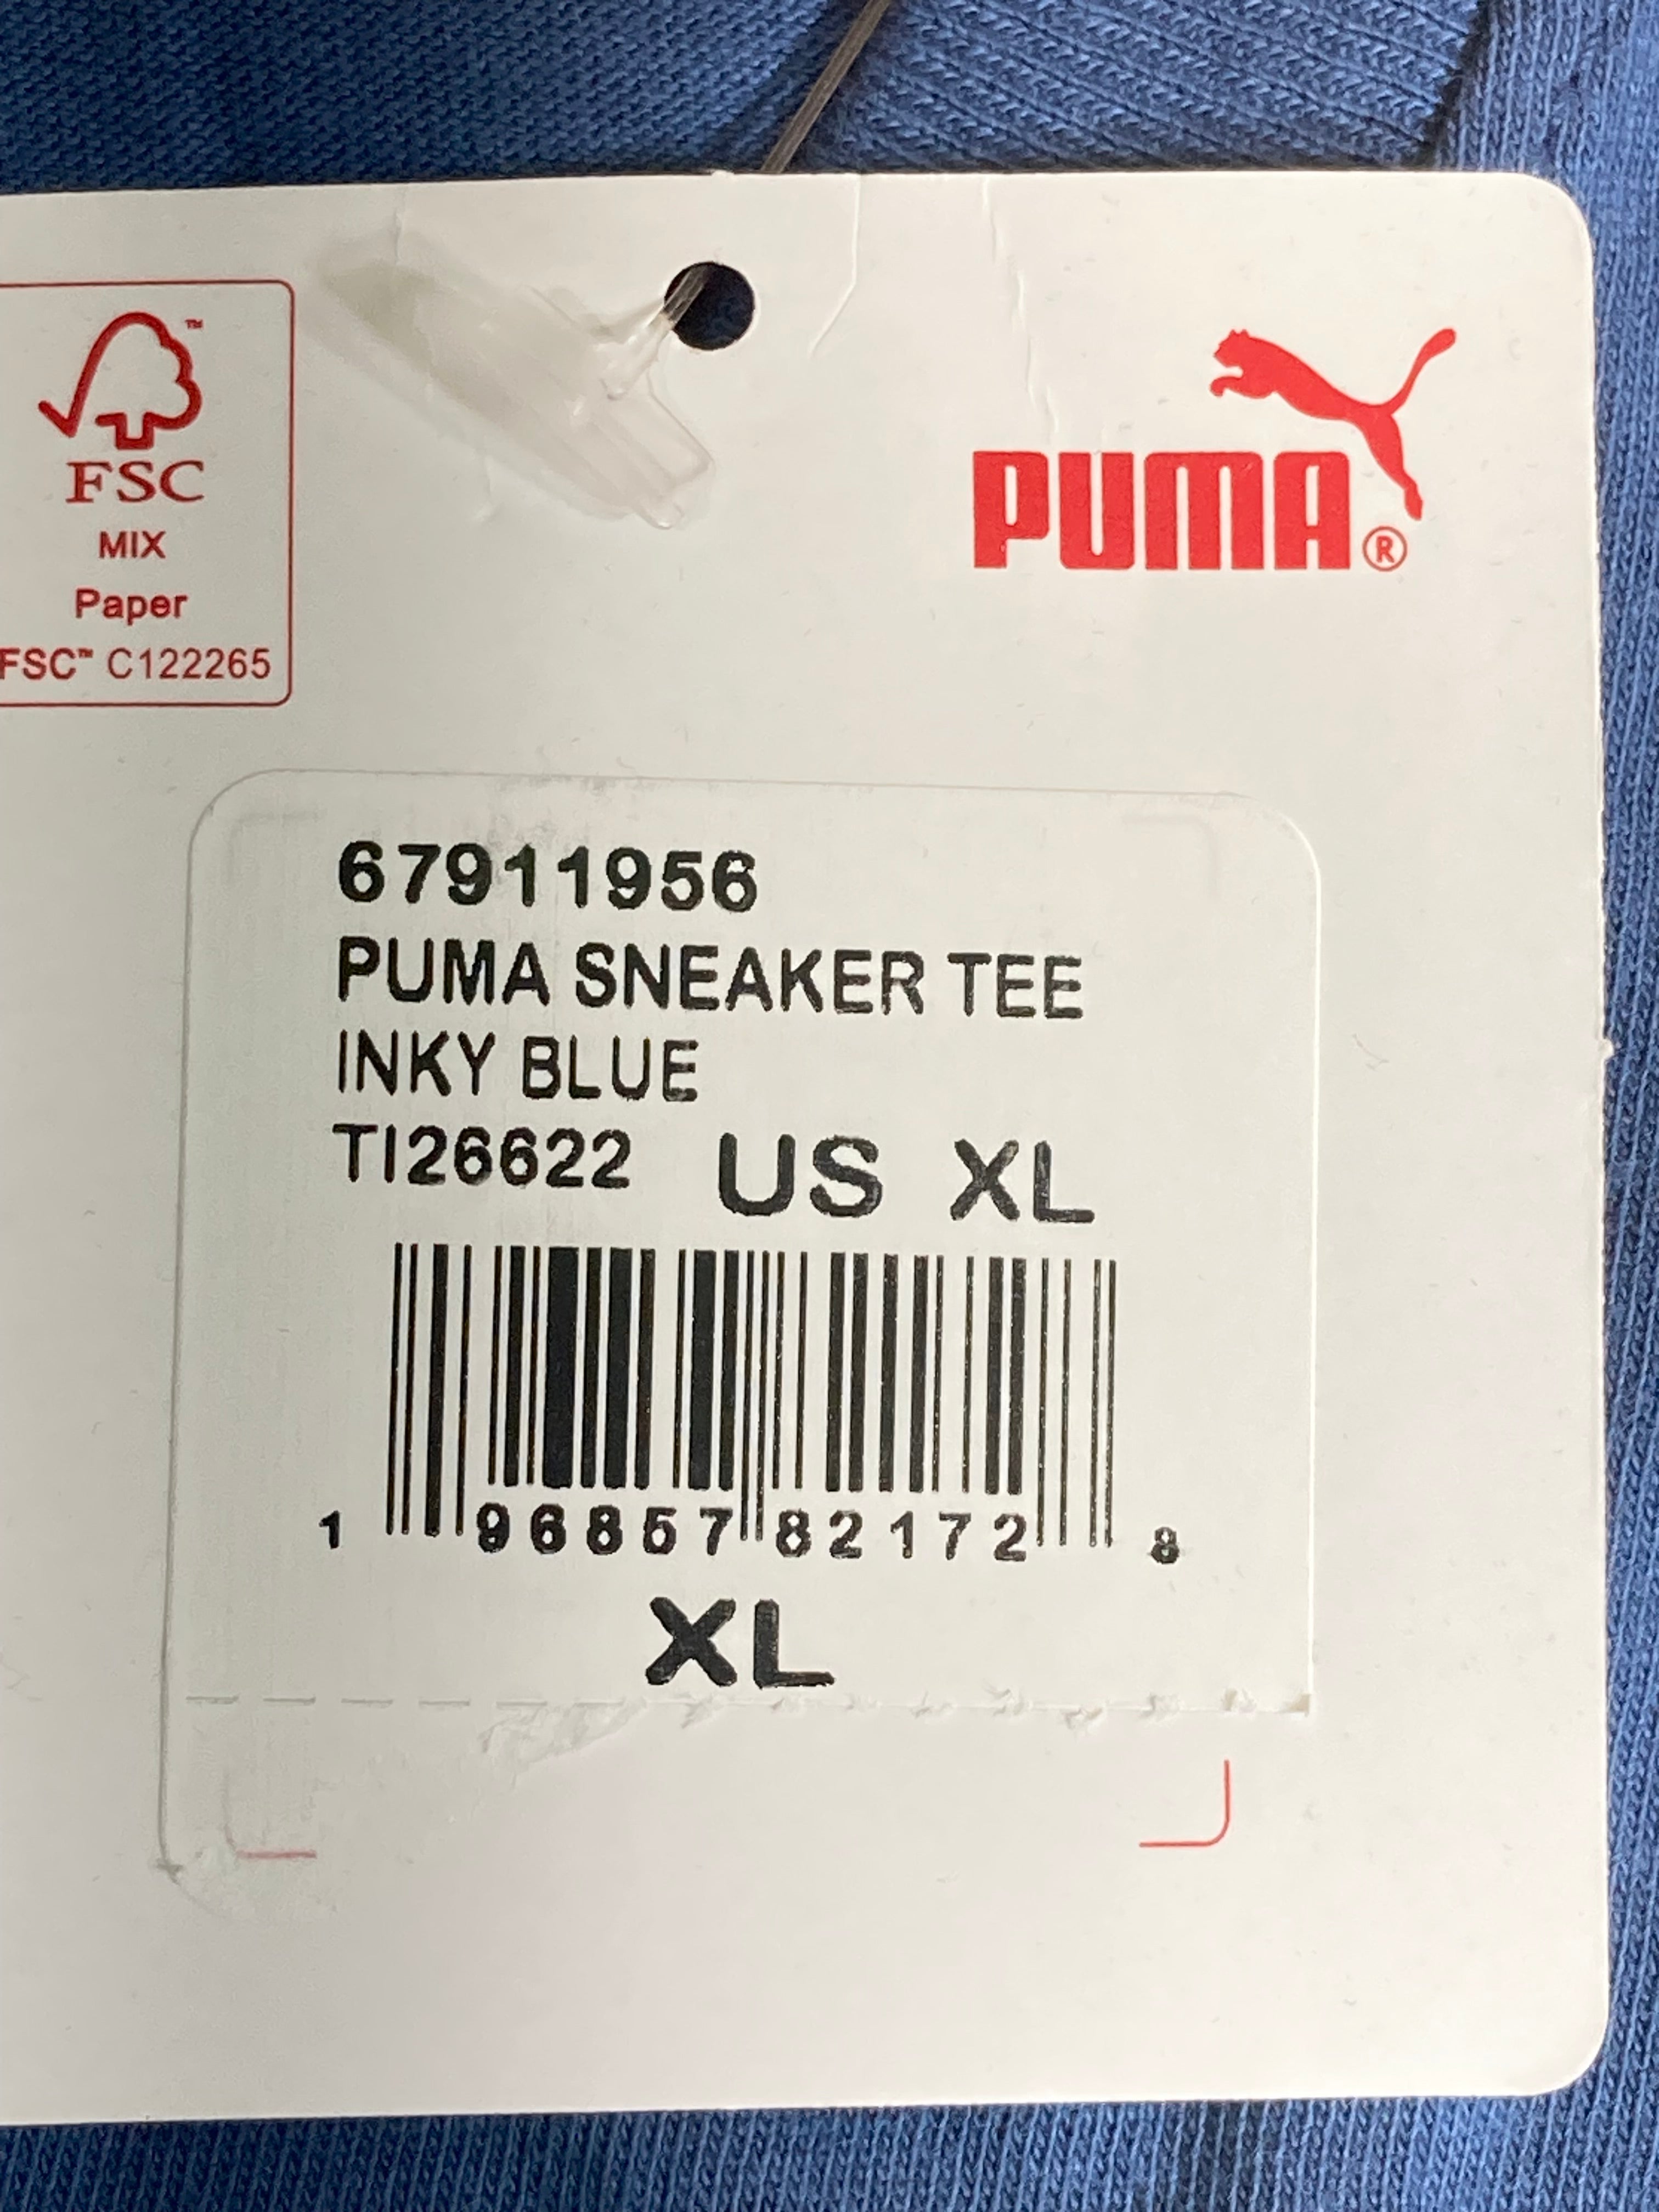 FSC™
MIX
Paper
FSC™ C122265
PUMA®
67911956
PUMA SNEAKER TEE
INKY BLUE
TI26622 US XL
1 96857 82172 8
XL